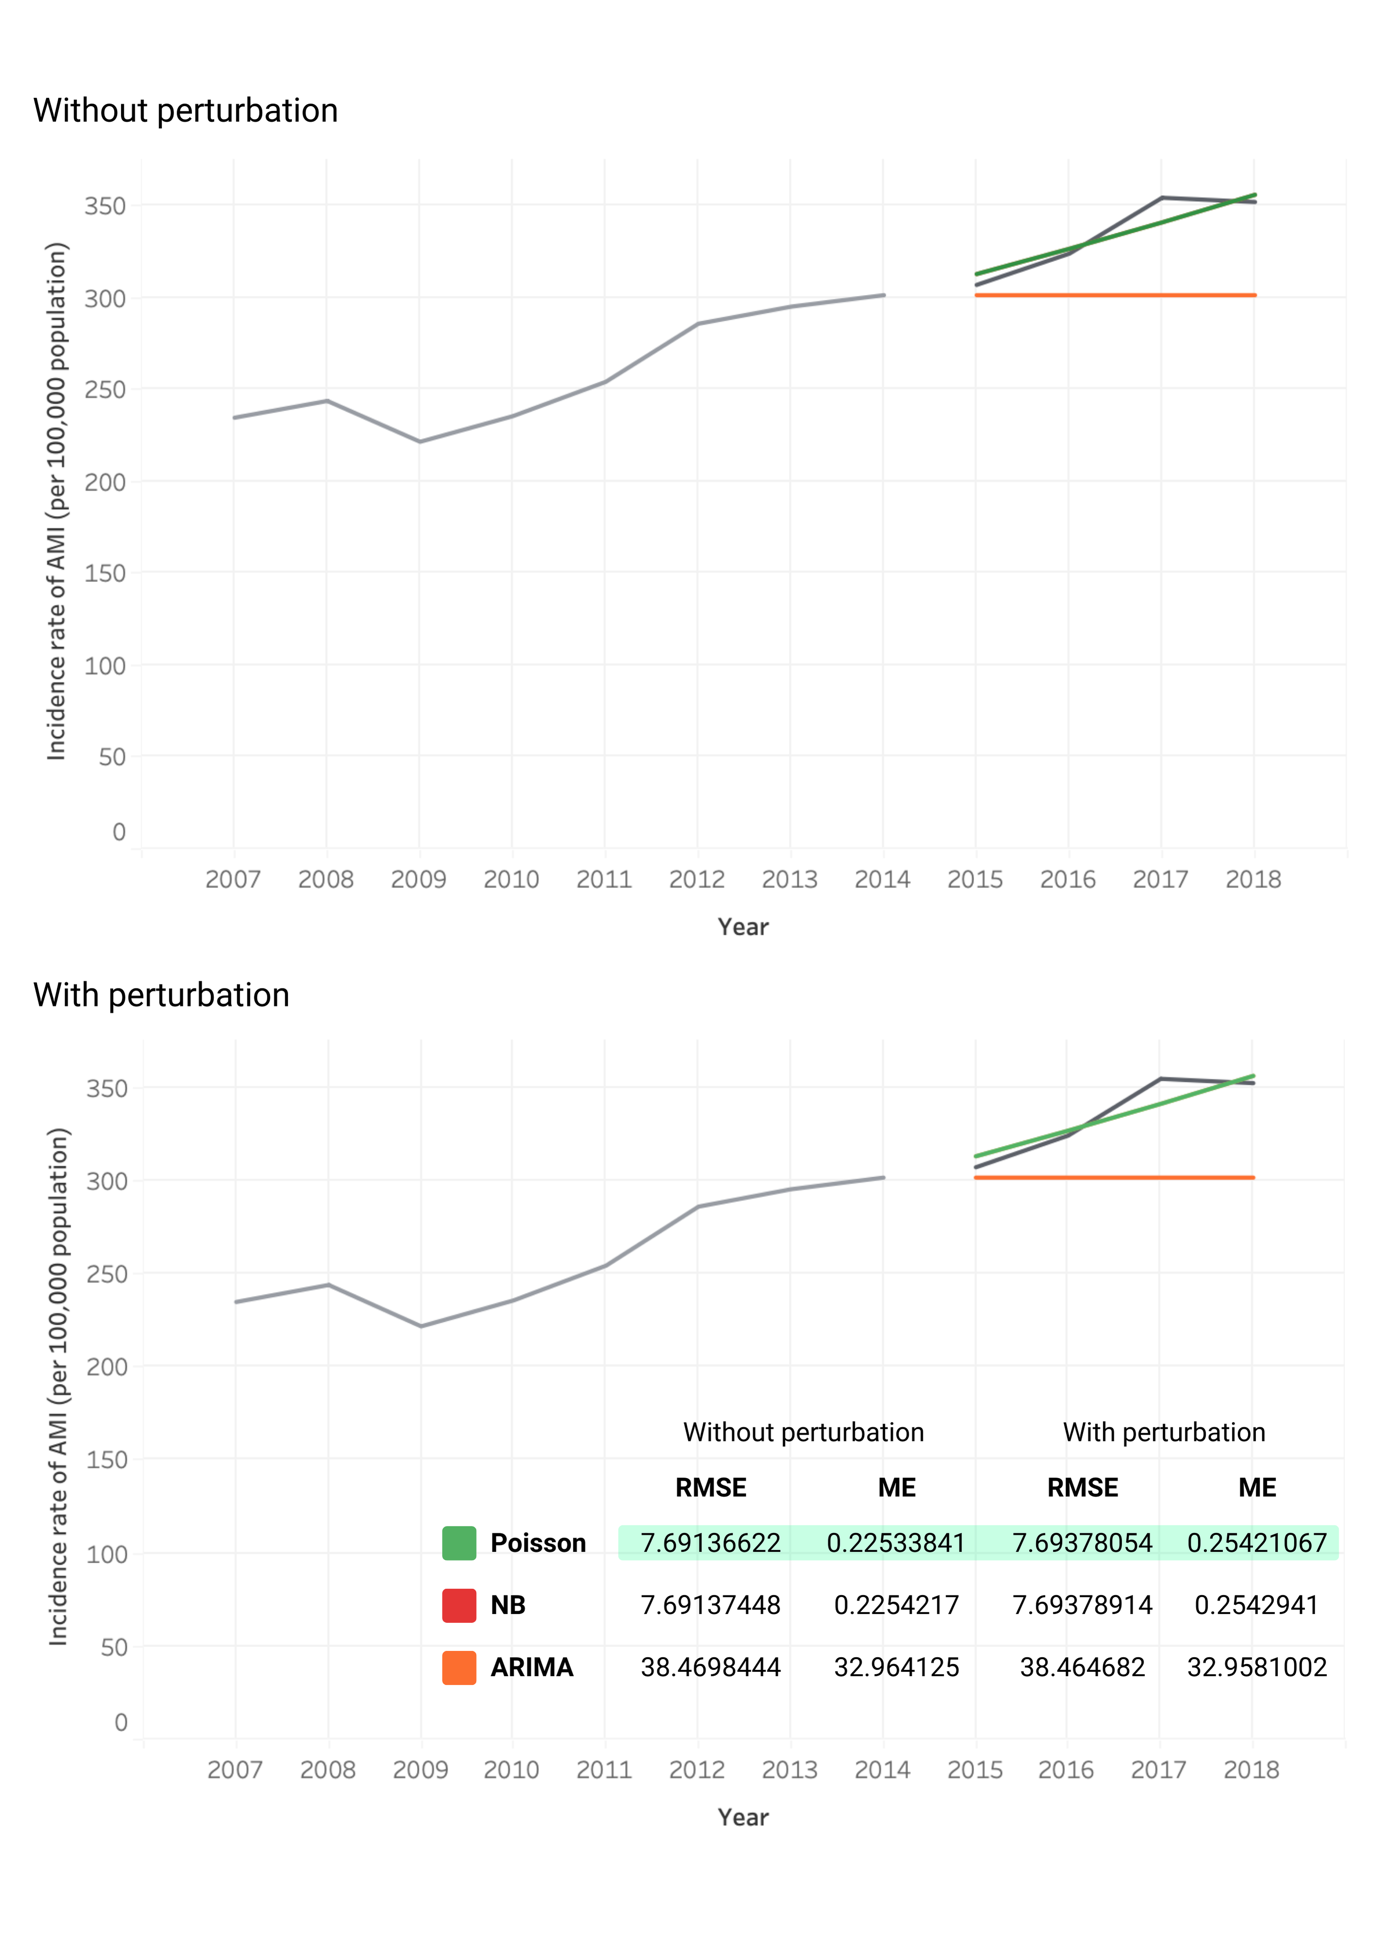 Without perturbation
Incidence rate of AMI (per 100,000 population)
350
300
250
200
150
100
50
0
2007 2008 2009 2010 2011 2012 2013 2014 2015 2016 2017 2018
Year
With perturbation
Incidence rate of AMI (per 100,000 population)
350
300
250
200
150
100
50
0
Without perturbation With perturbation
RMSE ME RMSE ME
Poisson 7.69136622 0.22533841 7.69378054 0.25421067
NB 7.69137448 0.2254217 7.69378914 0.2542941
ARIMA 38.4698444 32.964125 38.464682 32.9581002
2007 2008 2009 2010 2011 2012 2013 2014 2015 2016 2017 2018
Year